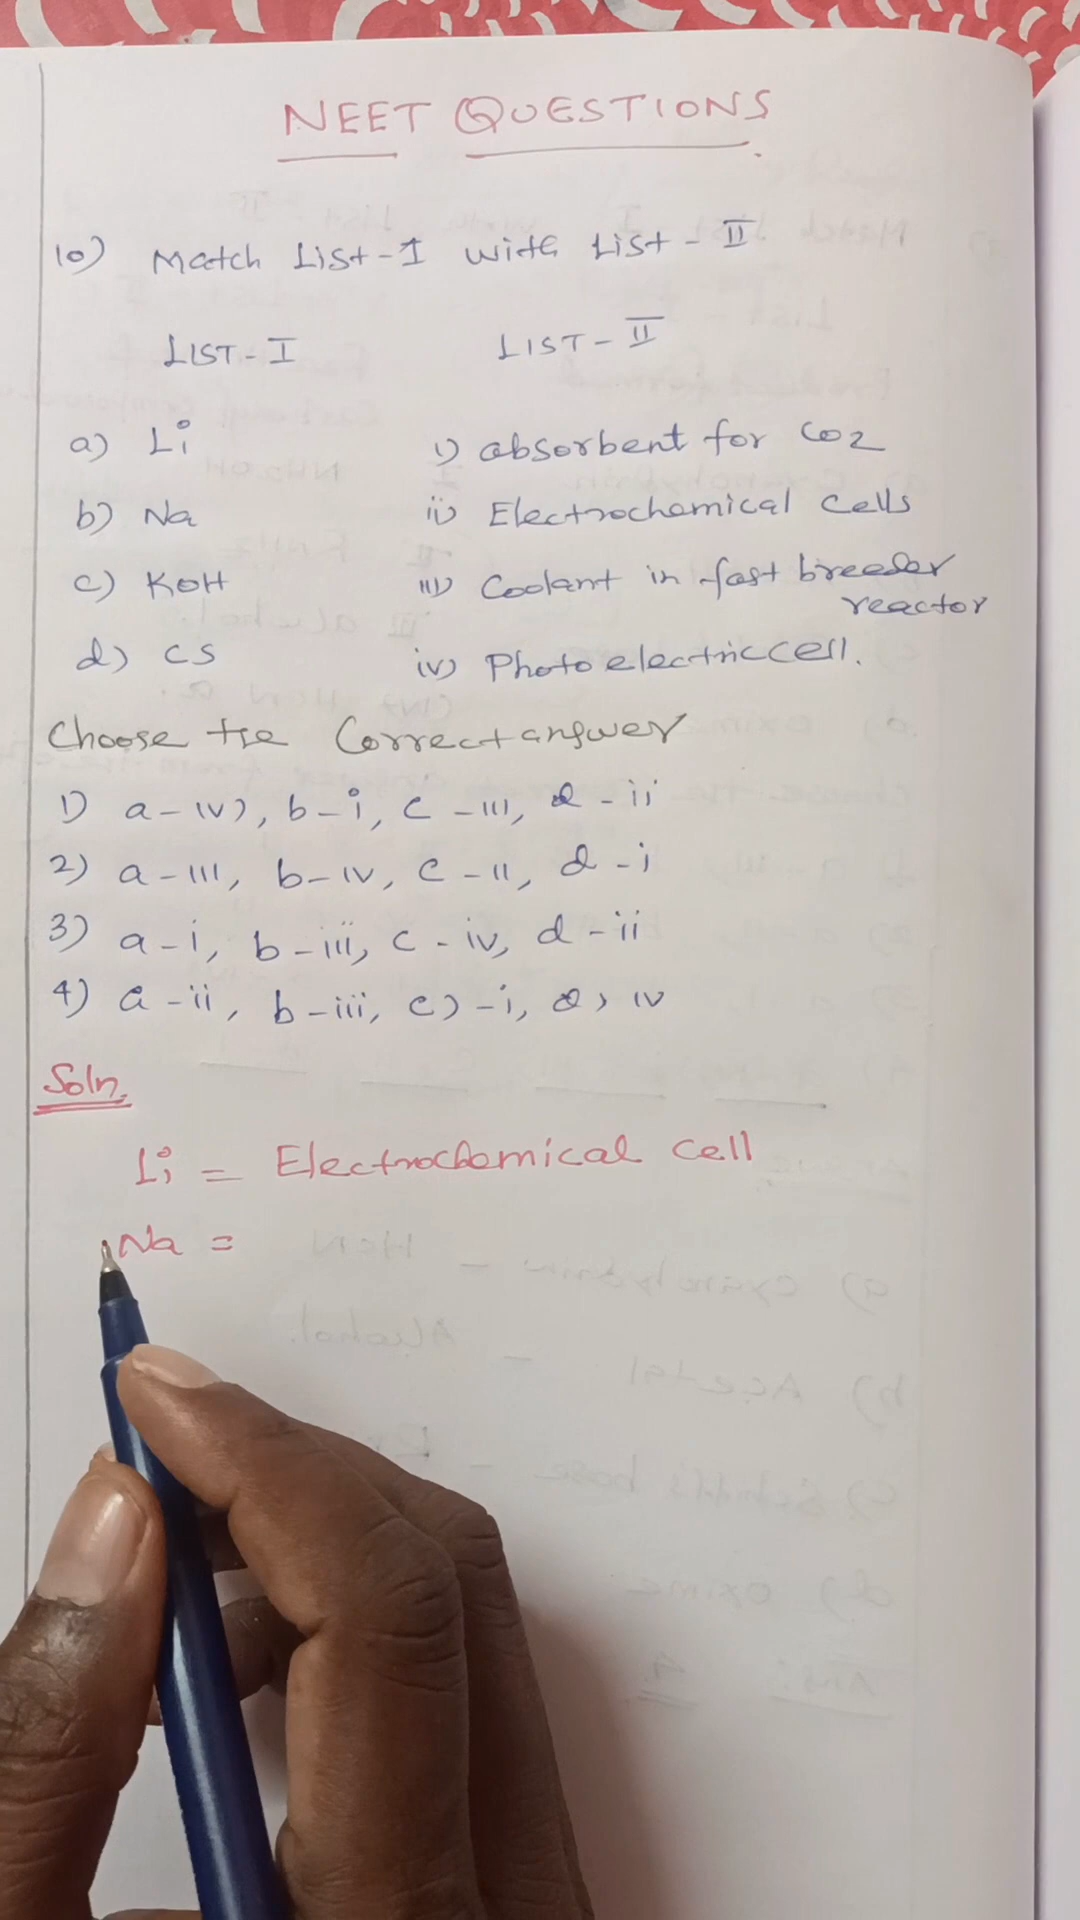 NEET QUESTIONS
10) Match List-I with List-II
LIST-I LIST-II
a) Li i) absorbent for CO2
b) Na ii) Electrochemical Cells
c) KOH iii) Coolant in fast breeder
reactor
d) CS iv) Photo electric cell.
Choose the Correct answer
1) a-iv), b-i, c-III, d-ii
2) a-III, b-IV, c-II, d-i
3) a-i, b-iii, c-iv, d-ii
4) a-ii, b-iii, c)-i, d) iv
Soln.
Li = Electrochemical cell
Na =